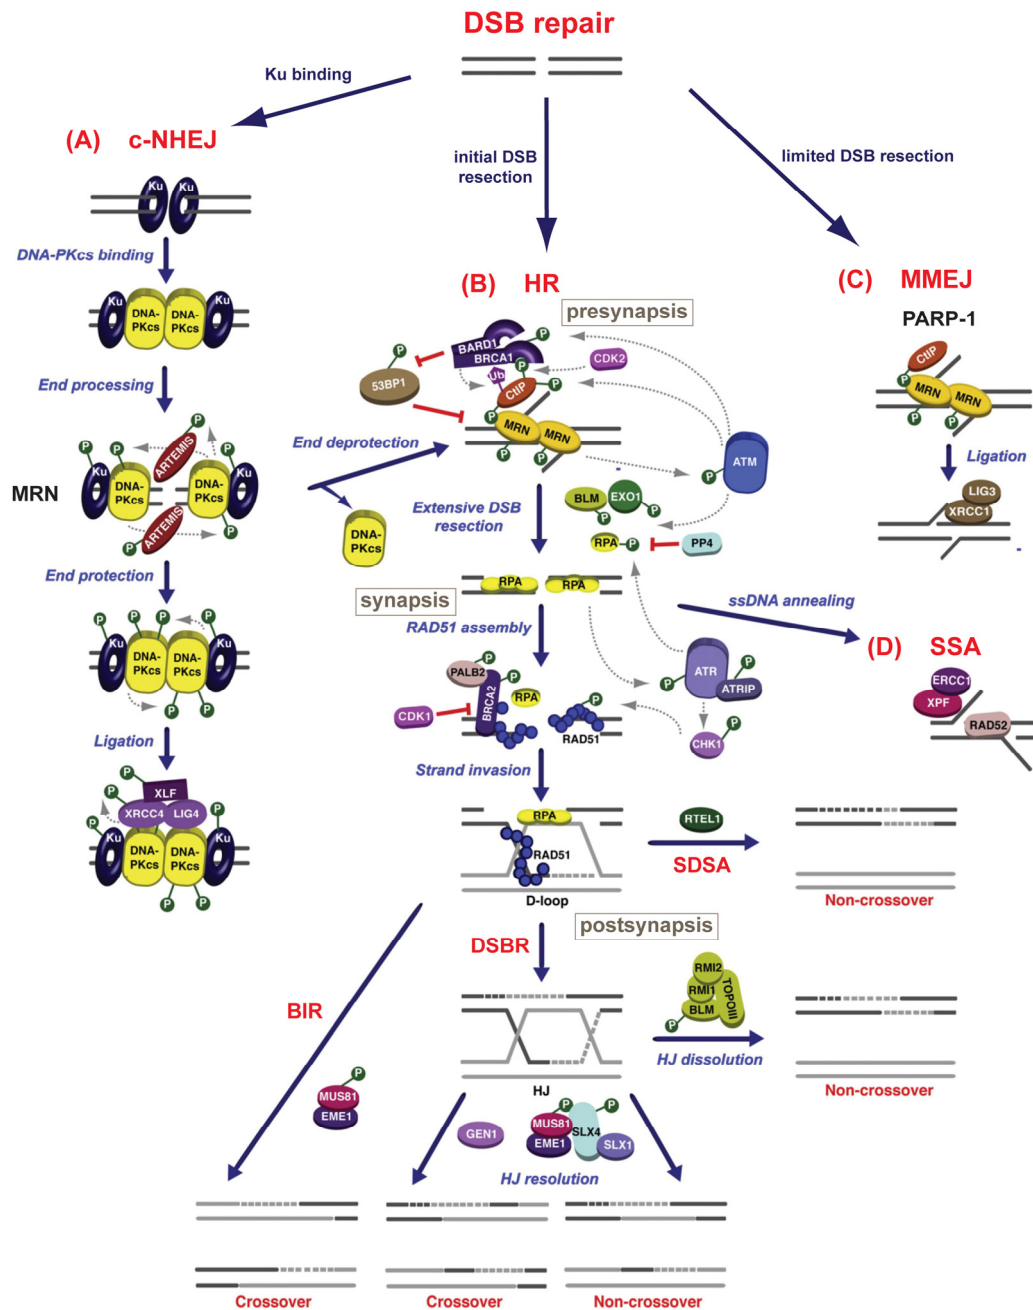 DSB repair
Ku binding
initial DSB
resection
limited DSB resection
(A) c-NHEJ
Ku
Ku
DNA-PKcs binding
Ku
DNA-
PKcs
DNA-
PKcs
Ku
End processing
P
P
ARTEMIS
Ku
DNA-
PKcs
DNA-
PKcs
Ku
MRN
P
ARTEMIS
P
End protection
P
P
P
P
Ku
DNA-
PKcs
DNA-
PKcs
Ku
P
P
Ligation
P
XLF
P
XRCC4
LIG4
P
Ku
DNA-
PKcs
DNA-
PKcs
Ku
P
P
End deprotection
DNA-
PKcs
(B) HR
presynapsis
P
BARD1
BRCA1
P
53BP1
P
CDK2
Ub
CtIP
P
P
MRN
MRN
P
P
ATM
P
Extensive DSB
resection
BLM
EXO1
P
P
RPA
P
PP4
RPA
RPA
synapsis
RAD51 assembly
ssDNA annealing
PALB2
P
BRCA2
P
RPA
CDK1
P
RAD51
P
ATR
P
ATRIP
CHK1
P
Strand invasion
RPA
RAD51
D-loop
RTEL1
SDSA
Non-crossover
postsynapsis
DSBR
BIR
RMI2
RMI1
BLM
TOPOIII
P
HJ dissolution
Non-crossover
HJ
P
MUS81
EME1
GEN1
P
MUS81
EME1
SLX4
P
SLX1
HJ resolution
Crossover
Crossover
Non-crossover
(C) MMEJ
PARP-1
CtIP
P
MRN
MRN
P
P
Ligation
LIG3
XRCC1
(D) SSA
ERCC1
XPF
RAD52